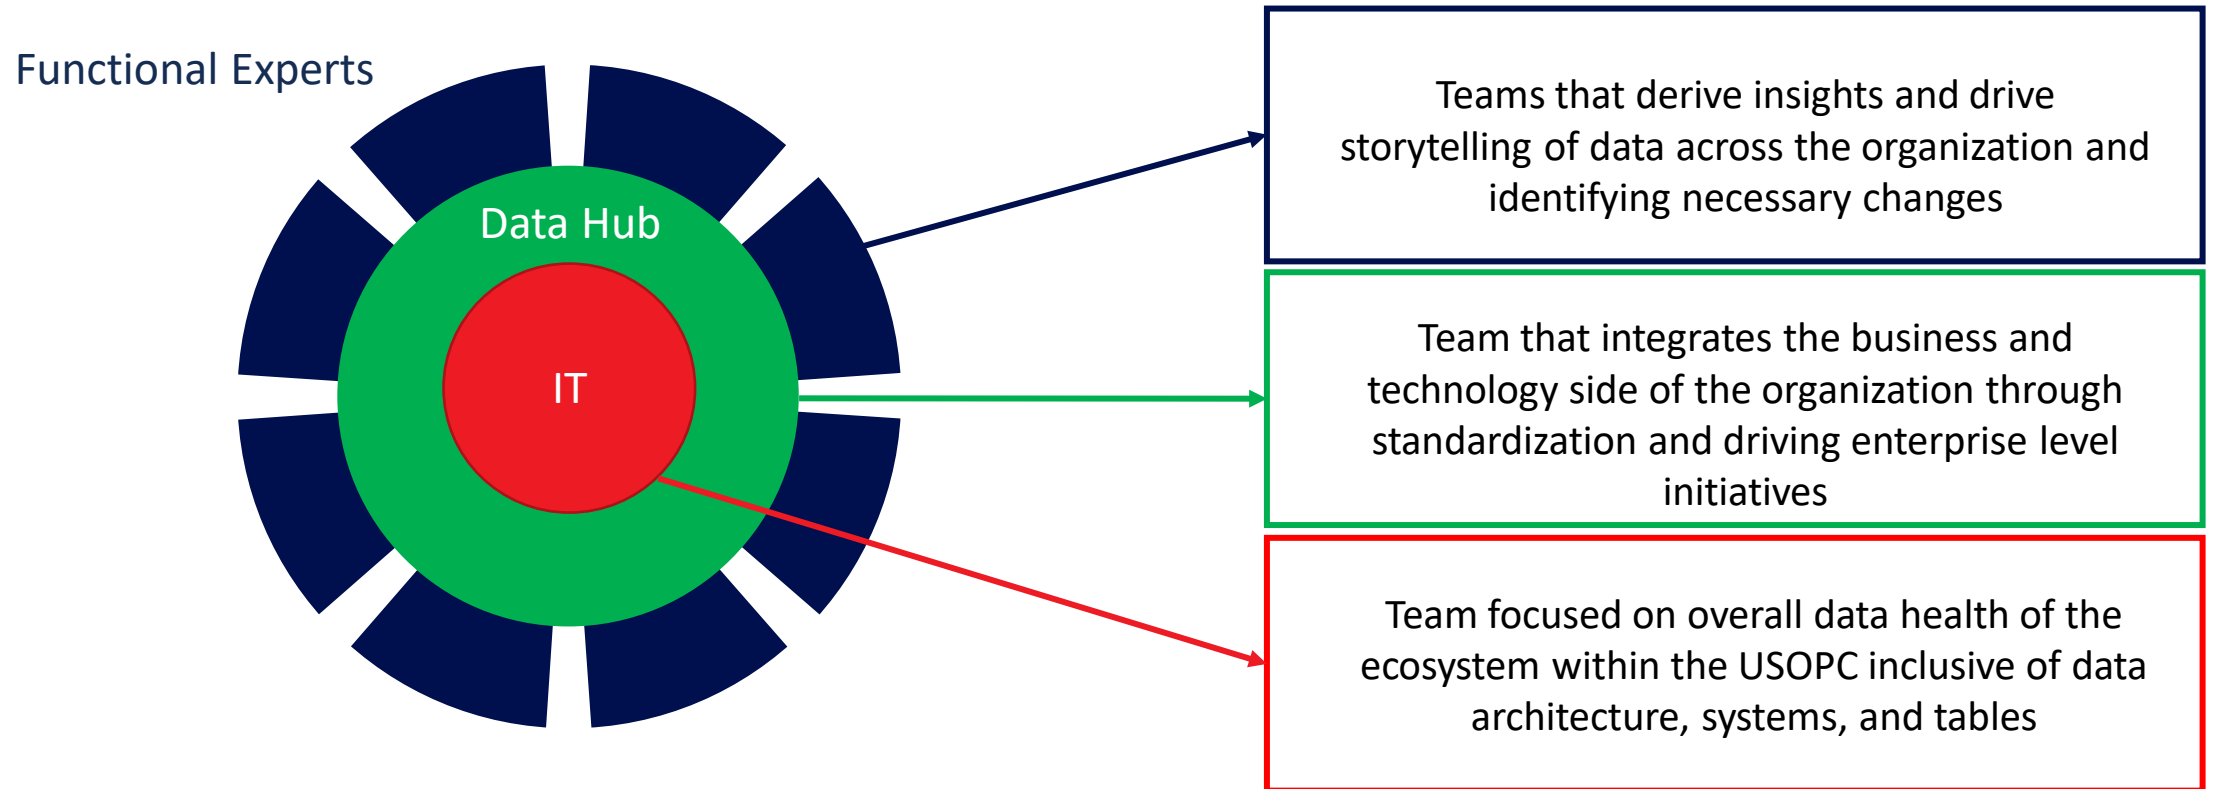 Functional Experts
Data Hub
IT
Teams that derive insights and drive
storytelling of data across the organization and
identifying necessary changes
Team that integrates the business and
technology side of the organization through
standardization and driving enterprise level
initiatives
Team focused on overall data health of the
ecosystem within the USOPC inclusive of data
architecture, systems, and tables